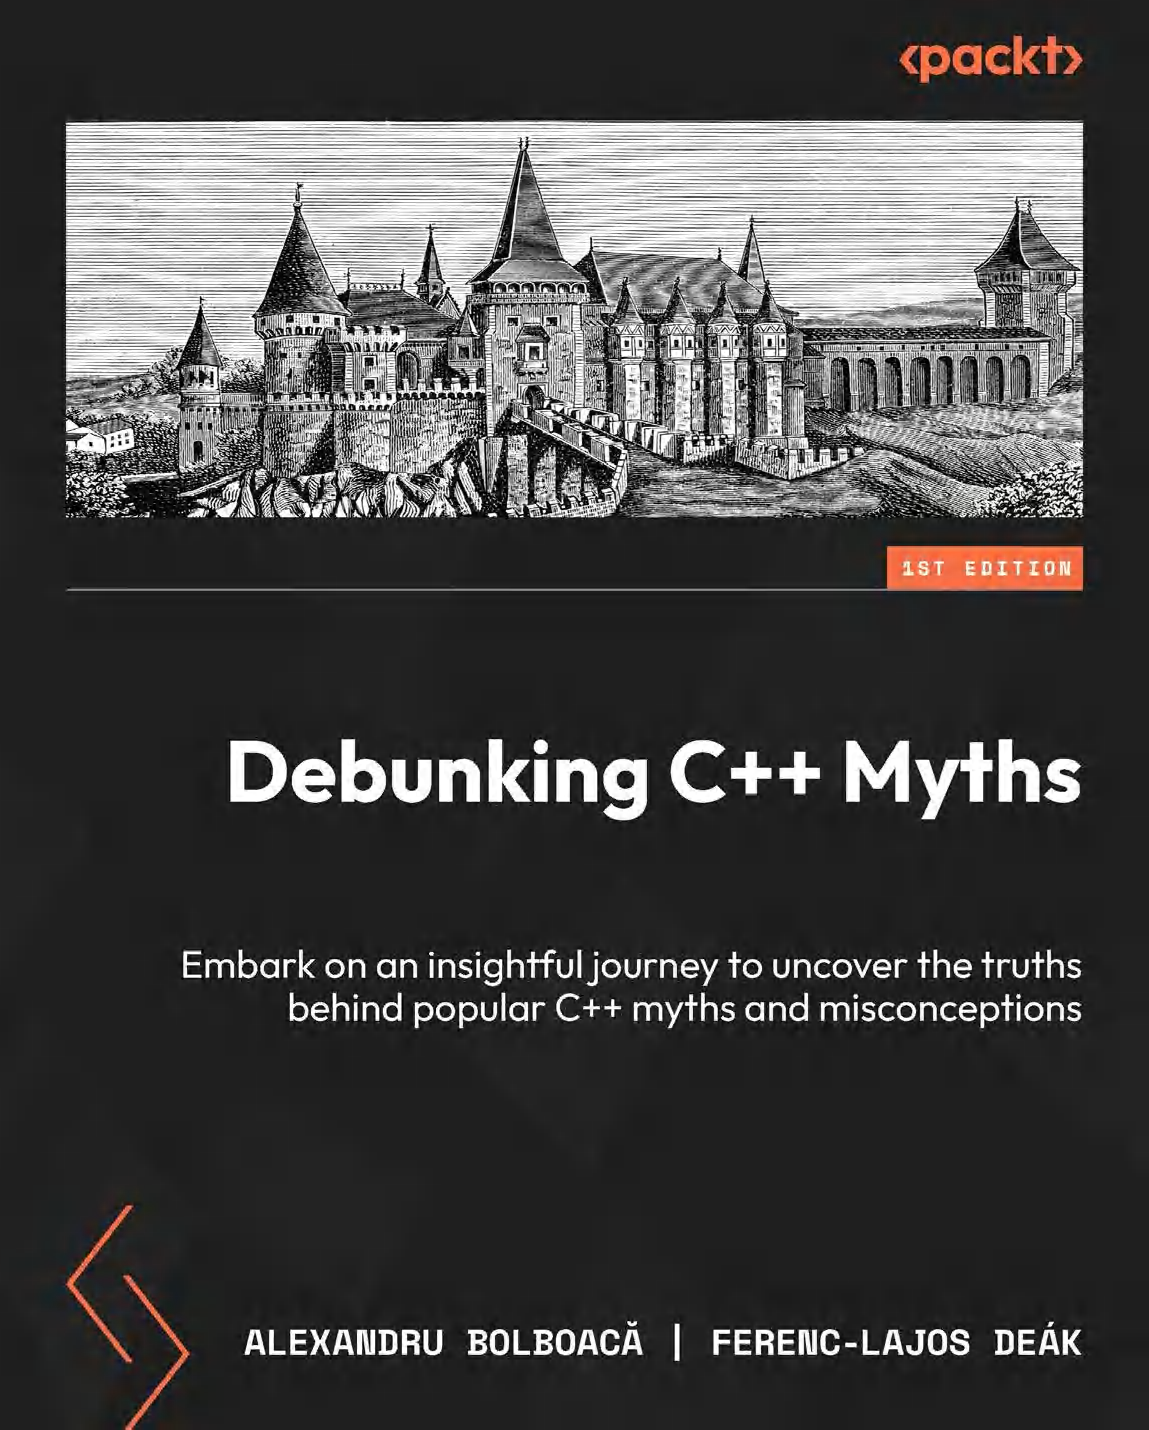 <packt>
1ST EDITION
Debunking C++ Myths
Embark on an insightful journey to uncover the truths
behind popular C++ myths and misconceptions
ALEXANDRU BOLBOACĂ | FERENC-LAJOS DEÁK